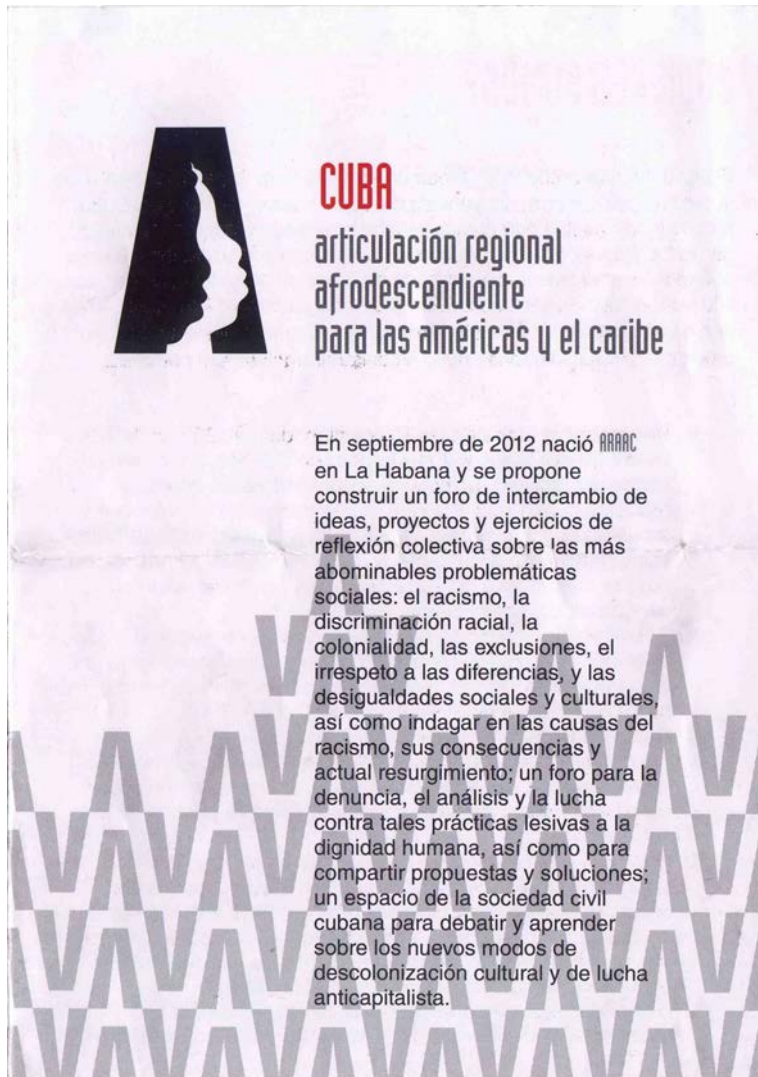 CUBA
articulación regional
afrodescendiente
para las américas y el caribe
En septiembre de 2012 nació ARAAC
en La Habana y se propone
construir un foro de intercambio de
ideas, proyectos y ejercicios de
reflexión colectiva sobre las más
abominables problemáticas
sociales: el racismo, la
discriminación racial, la
colonialidad, las exclusiones, el
irrespeto a las diferencias, y las
desigualdades sociales y culturales,
así como indagar en las causas del
racismo, sus consecuencias y
actual resurgimiento; un foro para la
denuncia, el análisis y la lucha
contra tales prácticas lesivas a la
dignidad humana, así como para
compartir propuestas y soluciones;
un espacio de la sociedad civil
cubana para debatir y aprender
sobre los nuevos modos de
descolonización cultural y de lucha
anticapitalista.